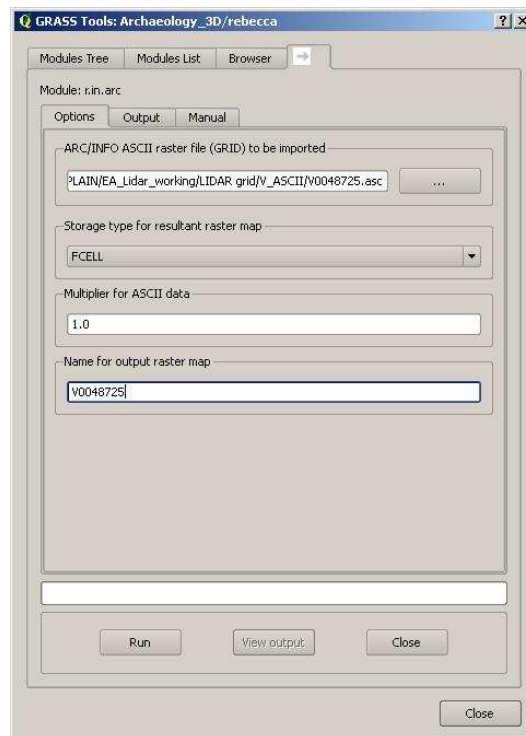 GRASS Tools: Archaeology_3D/rebecca
Modules Tree Modules List Browser
Module: r.in.arc
Options Output Manual
ARC/INFO ASCII raster file (GRID) to be imported
PLAIN/EA_Lidar_working/LIDAR grid/V_ASCII/V0048725.asc ...
Storage type for resultant raster map
FCELL
Multiplier for ASCII data
1.0
Name for output raster map
V0048725
Run View output Close
Close